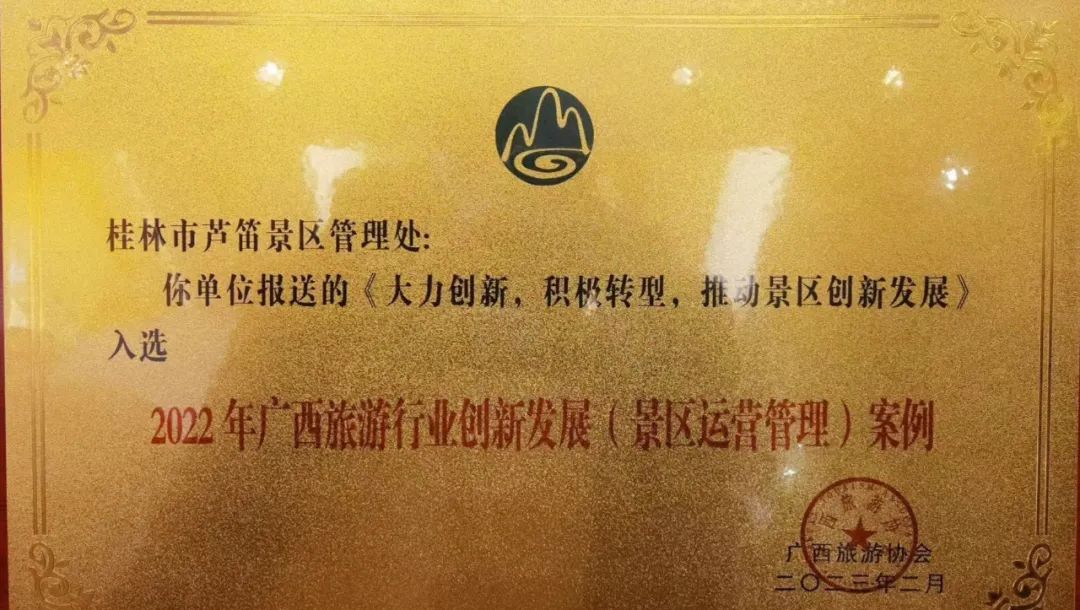 桂林市芦笛景区管理处:
你单位报送的《大力创新，积极转型，推动景区创新发展》
入选
2022年广西旅游行业创新发展（景区运营管理）案例
广西旅游协会
二〇二三年二月